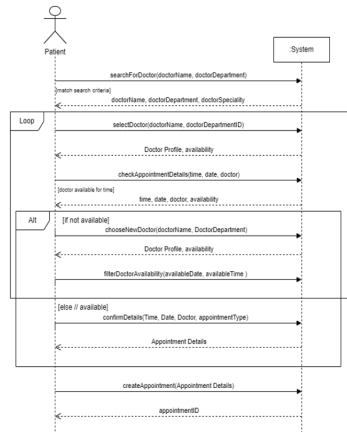 Patient
:System
searchForDoctor(doctorName, doctorDepartment)
[match search criteria]
doctorName, doctorDepartment, doctorSpeciality
Loop
selectDoctor(doctorName, doctorDepartmentID)
Doctor Profile, availability
checkAppointmentDetails(time, date, doctor)
[doctor available for time]
time, date, doctor, availability
Alt
[if not available]
chooseNewDoctor(doctorName, DoctorDepartment)
Doctor Profile, availability
filterDoctorAvailability(availableDate, availableTime )
[else // available]
confirmDetails(Time, Date, Doctor, appointmentType)
Appointment Details
createAppointment(Appointment Details)
appointmentID